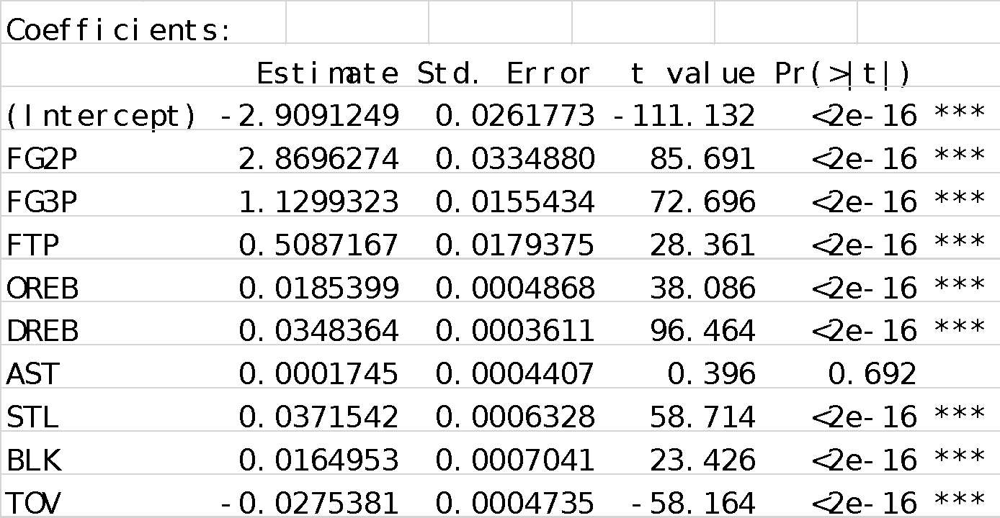 Coefficients:
Estimate Std. Error t value Pr(>|t|)
(Intercept) -2.9091249 0.0261773 -111.132 <2e-16 ***
FG2P 2.8696274 0.0334880 85.691 <2e-16 ***
FG3P 1.1299323 0.0155434 72.696 <2e-16 ***
FTP 0.5087167 0.0179375 28.361 <2e-16 ***
OREB 0.0185399 0.0004868 38.086 <2e-16 ***
DREB 0.0348364 0.0003611 96.464 <2e-16 ***
AST 0.0001745 0.0004407 0.396 0.692
STL 0.0371542 0.0006328 58.714 <2e-16 ***
BLK 0.0164953 0.0007041 23.426 <2e-16 ***
TOV -0.0275381 0.0004735 -58.164 <2e-16 ***